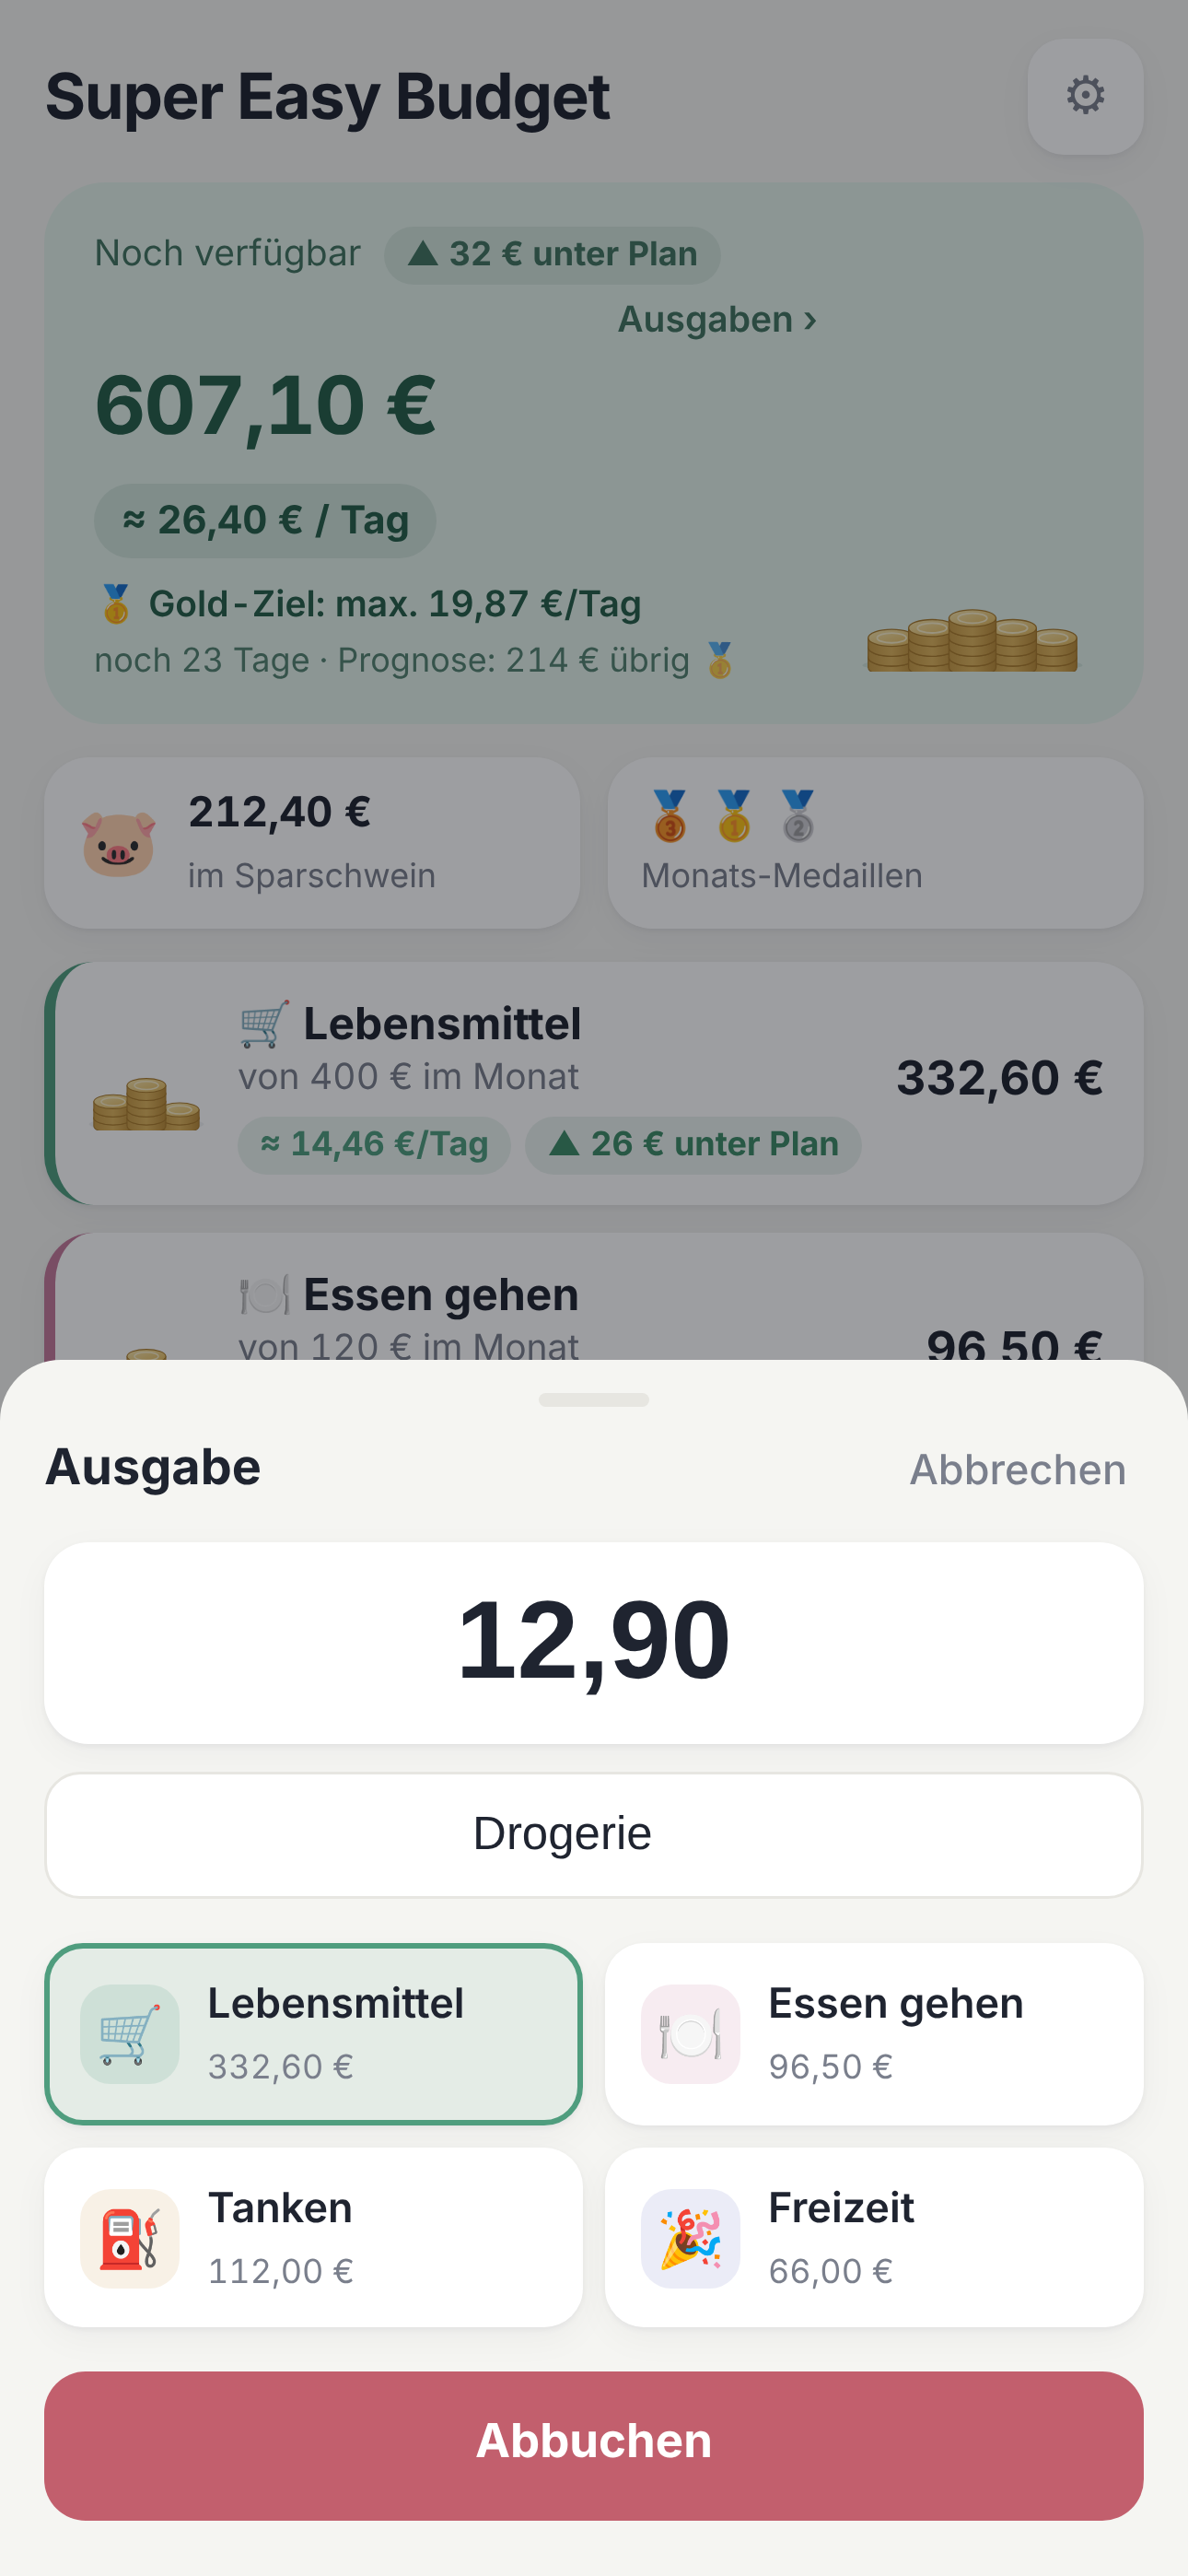 Super Easy Budget
Noch verfügbar ▲ 32 € unter Plan
Ausgaben ›
607,10 €
≈ 26,40 € / Tag
Gold-Ziel: max. 19,87 €/Tag
noch 23 Tage · Prognose: 214 € übrig
212,40 €
im Sparschwein
3 1 2
Monats-Medaillen
Lebensmittel
von 400 € im Monat
332,60 €
≈ 14,46 €/Tag ▲ 26 € unter Plan
Essen gehen
von 120 € im Monat
96,50 €
Ausgabe
Abbrechen
12,90
Drogerie
Lebensmittel
332,60 €
Essen gehen
96,50 €
Tanken
112,00 €
Freizeit
66,00 €
Abbuchen